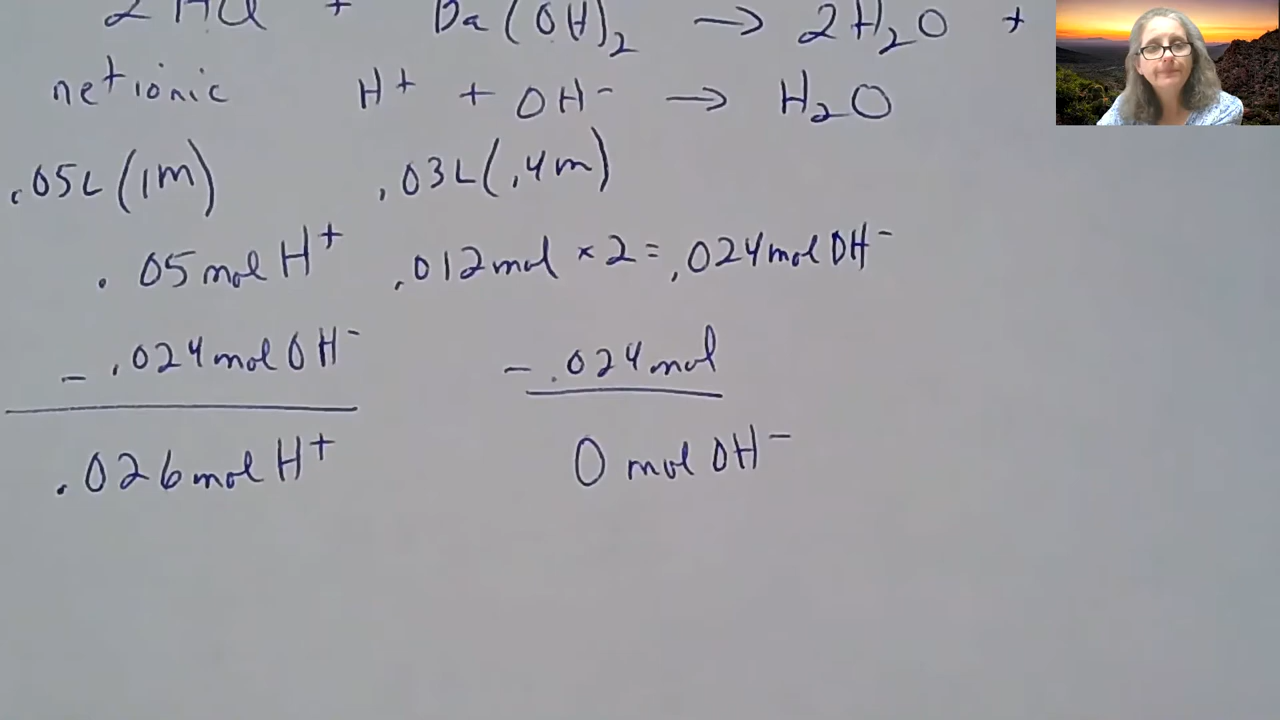 2 HCl + Ba(OH)₂ → 2H₂O +
net ionic H⁺ + OH⁻ → H₂O
.05L(1M) .03L(.4M)
.05 mol H⁺ .012 mol × 2 = .024 mol OH⁻
- .024 mol OH⁻ - .024 mol
.026 mol H⁺ 0 mol OH⁻